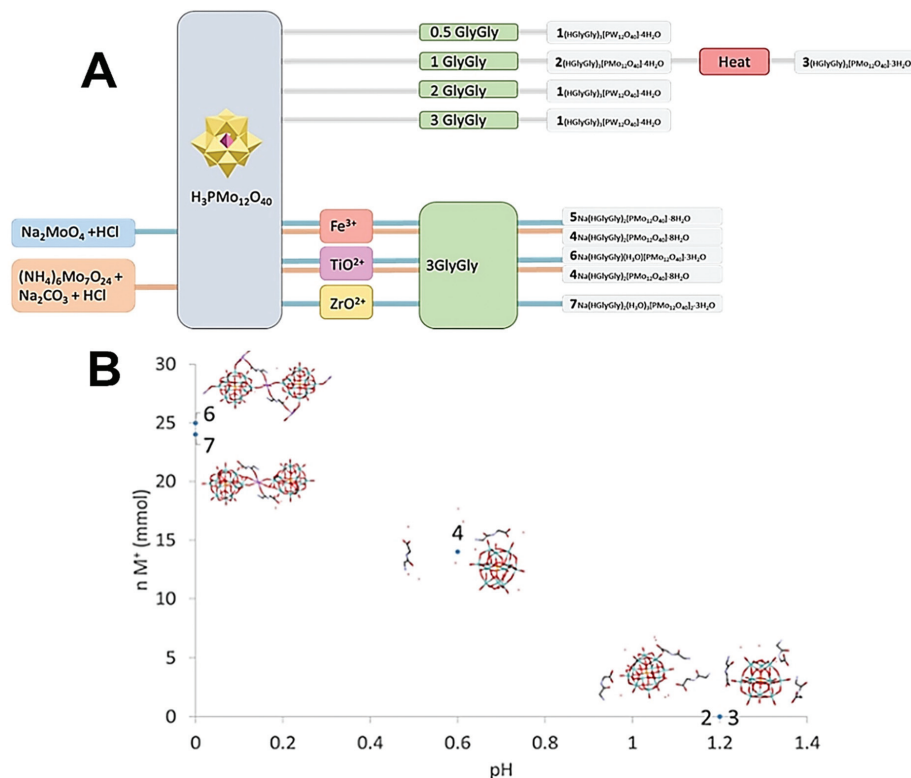 A
0.5 GlyGly
1(HGlyGly)₃[PW₁₂O₄₀]·4H₂O
1 GlyGly
2(HGlyGly)₃[PMo₁₂O₄₀]·4H₂O
Heat
3(HGlyGly)₃[PMo₁₂O₄₀]·3H₂O
2 GlyGly
1(HGlyGly)₃[PW₁₂O₄₀]·4H₂O
3 GlyGly
1(HGlyGly)₃[PW₁₂O₄₀]·4H₂O
H₃PMo₁₂O₄₀
Na₂MoO₄ +HCl
(NH₄)₆Mo₇O₂₄ +
Na₂CO₃ + HCl
Fe³⁺
TiO²⁺
ZrO²⁺
3GlyGly
5Na(HGlyGly)₂[PMo₁₂O₄₀]·8H₂O
4Na(HGlyGly)₂[PMo₁₂O₄₀]·8H₂O
6Na(HGlyGly)(H₃O)[PMo₁₂O₄₀]·3H₂O
4Na(HGlyGly)₂[PMo₁₂O₄₀]·8H₂O
7Na(HGlyGly)₂(H₃O)₃[PMo₁₂O₄₀]₂·3H₂O
B
n M⁺ (mmol)
30
25
20
15
10
5
0
6
7
4
2 3
0 0.2 0.4 0.6 0.8 1 1.2 1.4
pH